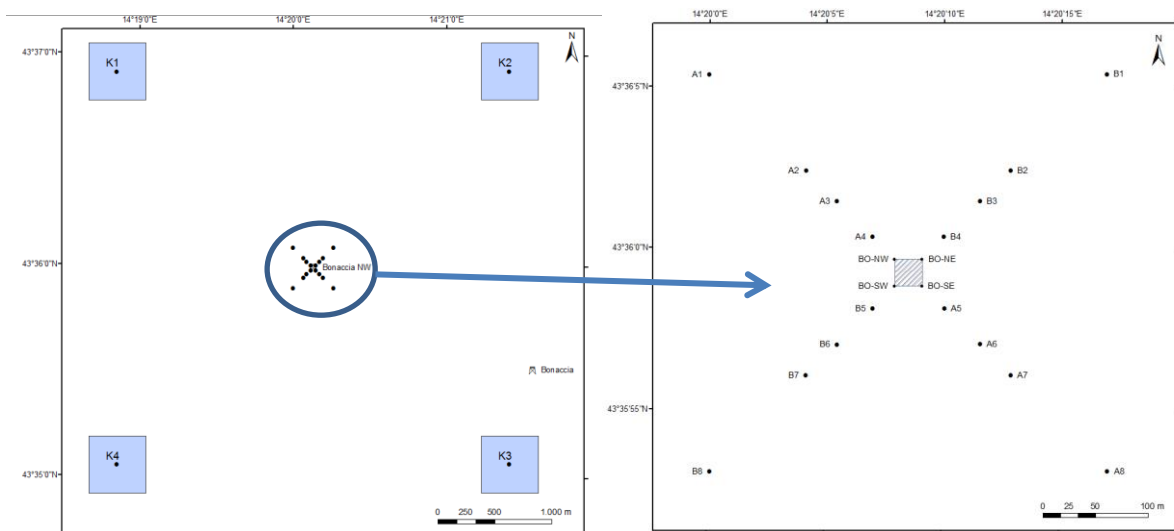 14°19'0"E 14°20'0"E 14°21'0"E
43°37'0"N
K1 K2
N
43°36'0"N
Bonaccia NW
Bonaccia
K4 K3
43°35'0"N
0 250 500 1.000 m
14°20'0"E 14°20'5"E 14°20'10"E 14°20'15"E
N
A1 B1
43°36'5"N
A2 B2
A3 B3
A4 B4
43°36'0"N
BO-NW BO-NE
BO-SW BO-SE
B5 A5
B6 A6
B7 A7
43°35'55"N
B8 A8
0 25 50 100 m